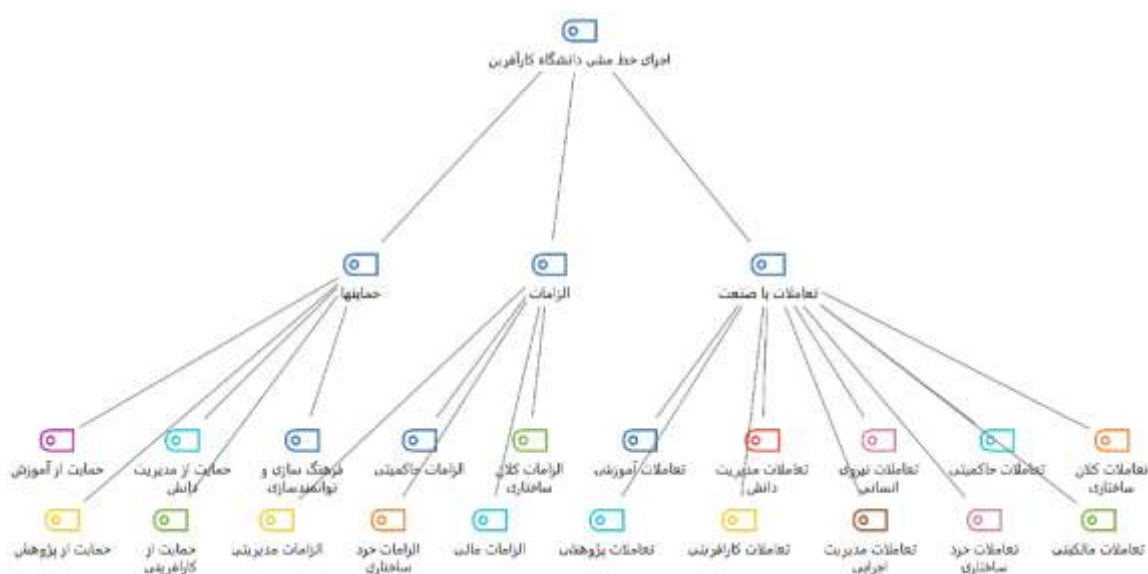 اجرای خط مشی دانشگاه کارآفرین
حمایتها
الزامات
تعاملات با صنعت
حمایت از آموزش
حمایت از مدیریت
دانش
فرهنگ سازی و
توانمندسازی
الزامات حاکمیتی
الزامات کلان
ساختاری
تعاملات آموزشی
تعاملات مدیریت
دانش
تعاملات نیروی
انسانی
تعاملات حاکمیتی
تعاملات کلان
ساختاری
حمایت از پژوهش
حمایت از
کارافرینی
الزامات مدیریتی
الزامات خرد
ساختاری
الزامات مالی
تعاملات پژوهشی
تعاملات کارافرینی
تعاملات مدیریت
اجرایی
تعاملات خرد
ساختاری
تعاملات مالکیتی